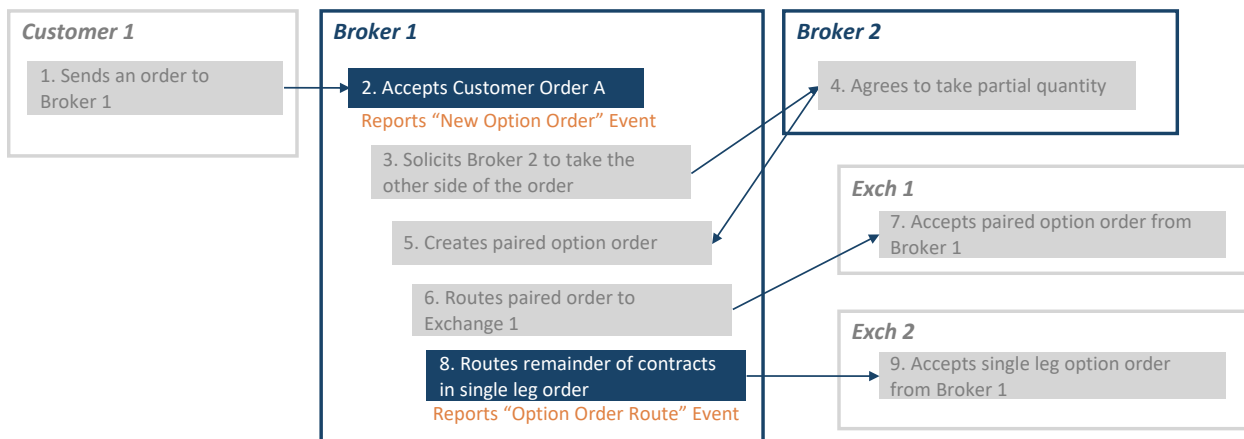 Customer 1
1. Sends an order to
Broker 1
Broker 1
2. Accepts Customer Order A
Reports “New Option Order” Event
3. Solicits Broker 2 to take the
other side of the order
5. Creates paired option order
6. Routes paired order to
Exchange 1
8. Routes remainder of contracts
in single leg order
Reports “Option Order Route” Event
Broker 2
4. Agrees to take partial quantity
Exch 1
7. Accepts paired option order from
Broker 1
Exch 2
9. Accepts single leg option order
from Broker 1